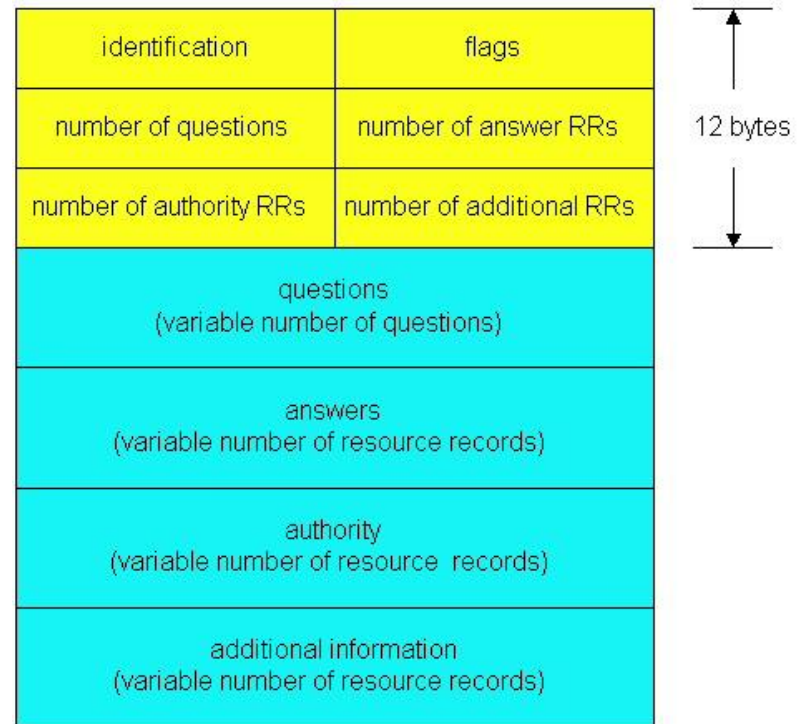 identification
flags
number of questions
number of answer RRs
12 bytes
number of authority RRs
number of additional RRs
questions
(variable number of questions)
answers
(variable number of resource records)
authority
(variable number of resource records)
additional information
(variable number of resource records)